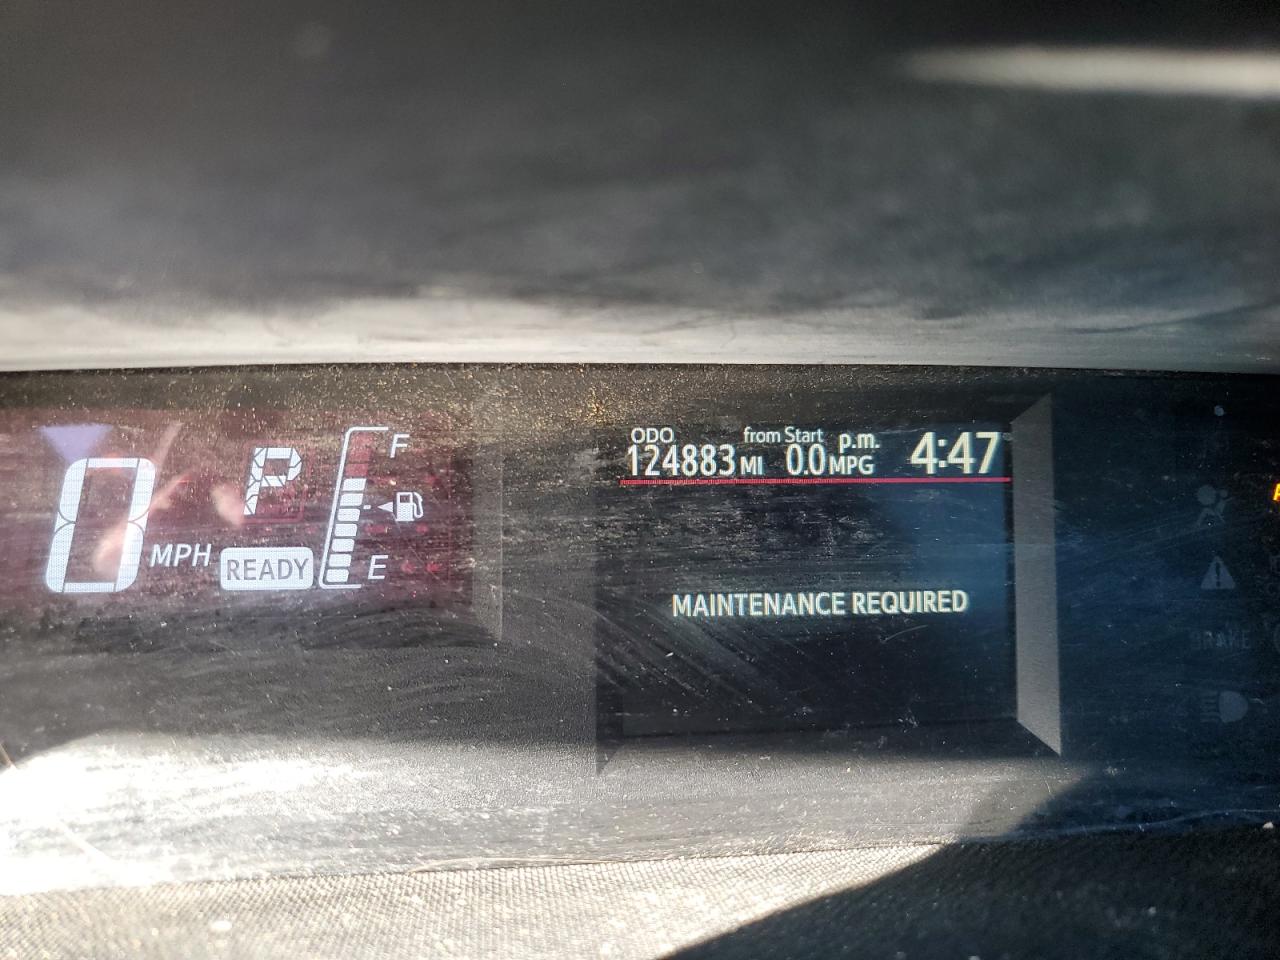 0 MPH
P
READY
F
E
ODO from Start p.m.
124883 MI 0.0 MPG 4:47
MAINTENANCE REQUIRED
BRAKE